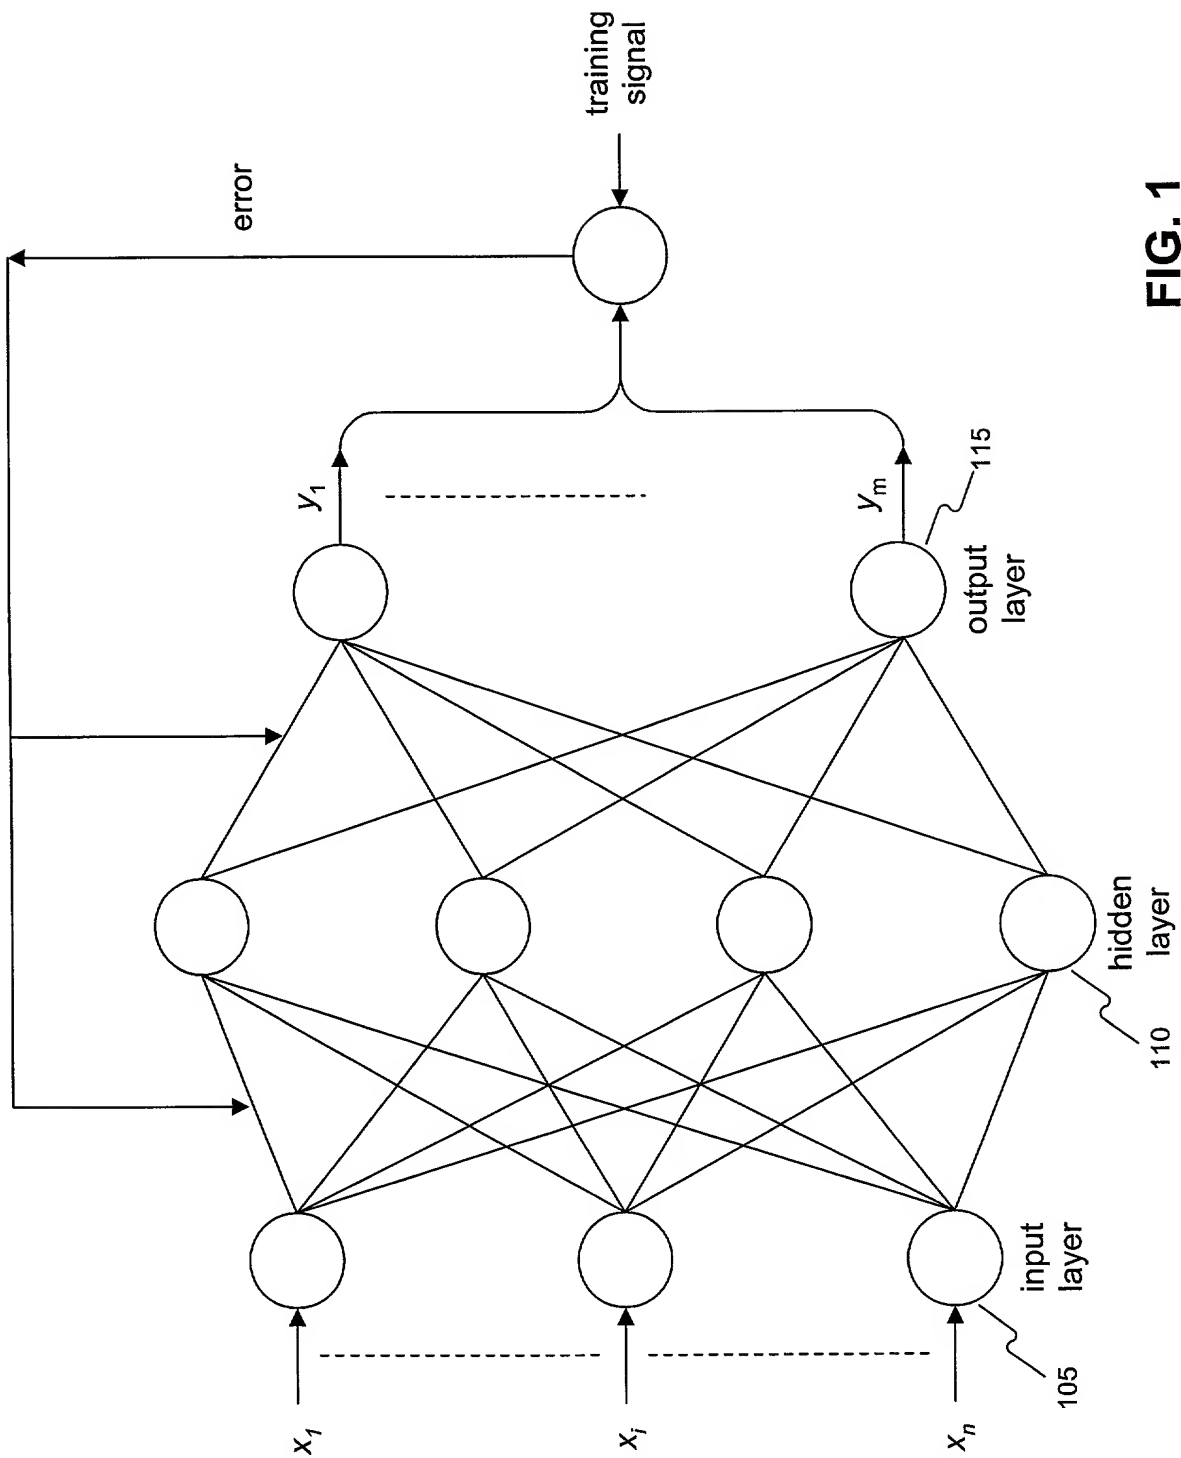 error
training
signal
y1
ym
115
output
layer
hidden
layer
110
input
layer
105
x1
xi
xn
FIG. 1